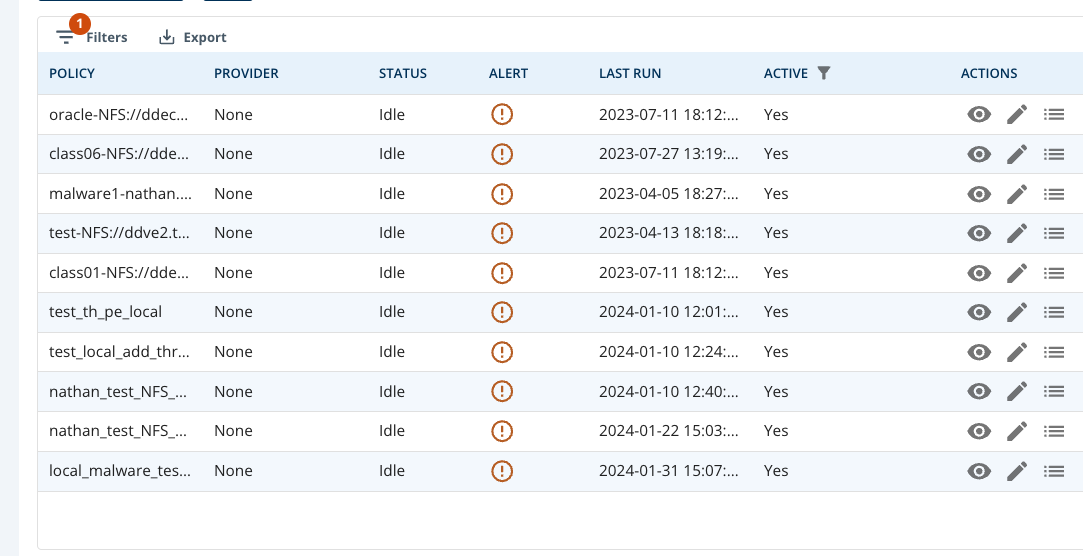 1
Filters Export
POLICY PROVIDER STATUS ALERT LAST RUN ACTIVE ACTIONS
oracle-NFS://ddec... None Idle 2023-07-11 18:12:... Yes
class06-NFS://dde... None Idle 2023-07-27 13:19:... Yes
malware1-nathan.... None Idle 2023-04-05 18:27:... Yes
test-NFS://ddve2.t... None Idle 2023-04-13 18:18:... Yes
class01-NFS://dde... None Idle 2023-07-11 18:12:... Yes
test_th_pe_local None Idle 2024-01-10 12:01:... Yes
test_local_add_thr... None Idle 2024-01-10 12:24:... Yes
nathan_test_NFS_... None Idle 2024-01-10 12:40:... Yes
nathan_test_NFS_... None Idle 2024-01-22 15:03:... Yes
local_malware_tes... None Idle 2024-01-31 15:07:... Yes